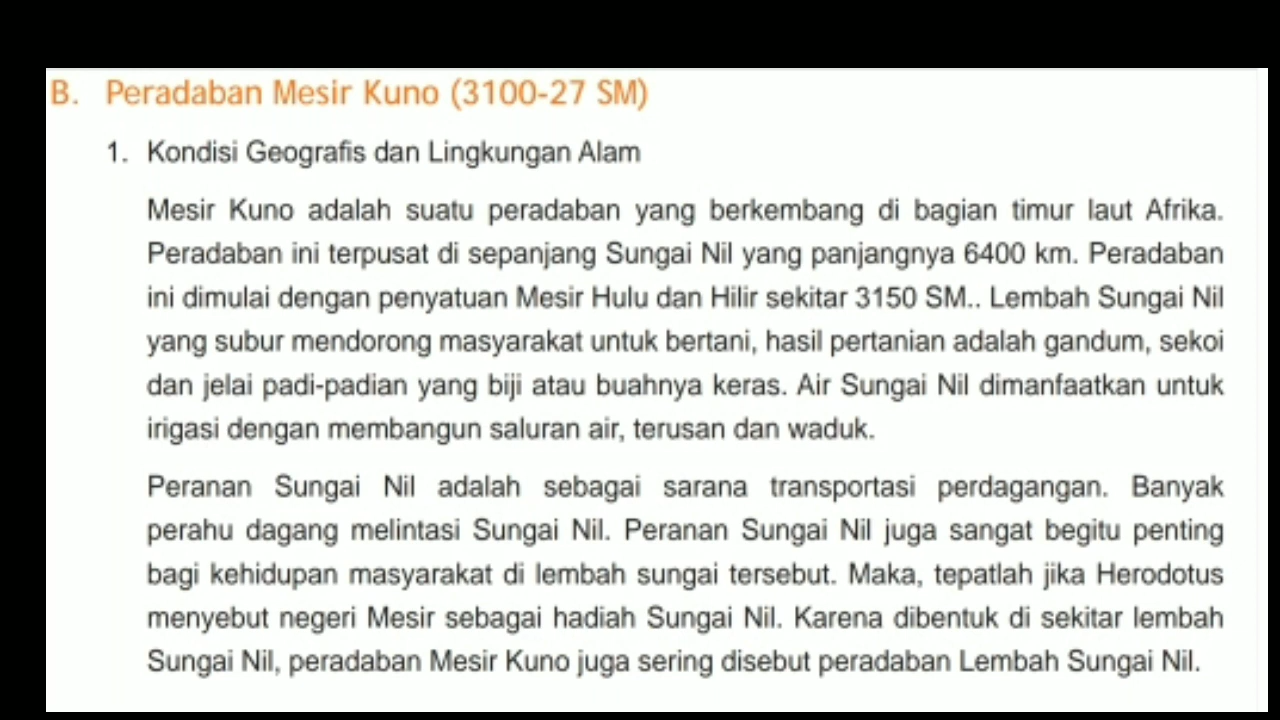 B. Peradaban Mesir Kuno (3100-27 SM)
1. Kondisi Geografis dan Lingkungan Alam
Mesir Kuno adalah suatu peradaban yang berkembang di bagian timur laut Afrika.
Peradaban ini terpusat di sepanjang Sungai Nil yang panjangnya 6400 km. Peradaban
ini dimulai dengan penyatuan Mesir Hulu dan Hilir sekitar 3150 SM.. Lembah Sungai Nil
yang subur mendorong masyarakat untuk bertani, hasil pertanian adalah gandum, sekoi
dan jelai padi-padian yang biji atau buahnya keras. Air Sungai Nil dimanfaatkan untuk
irigasi dengan membangun saluran air, terusan dan waduk.
Peranan Sungai Nil adalah sebagai sarana transportasi perdagangan. Banyak
perahu dagang melintasi Sungai Nil. Peranan Sungai Nil juga sangat begitu penting
bagi kehidupan masyarakat di lembah sungai tersebut. Maka, tepatlah jika Herodotus
menyebut negeri Mesir sebagai hadiah Sungai Nil. Karena dibentuk di sekitar lembah
Sungai Nil, peradaban Mesir Kuno juga sering disebut peradaban Lembah Sungai Nil.